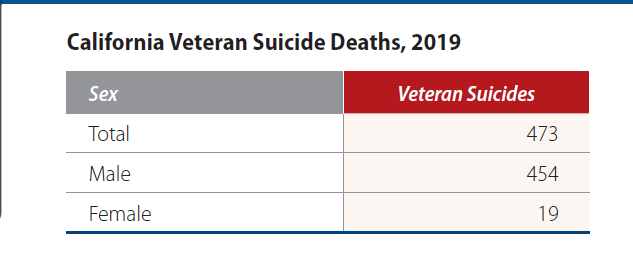 California Veteran Suicide Deaths, 2019
Sex Veteran Suicides
Total 473
Male 454
Female 19